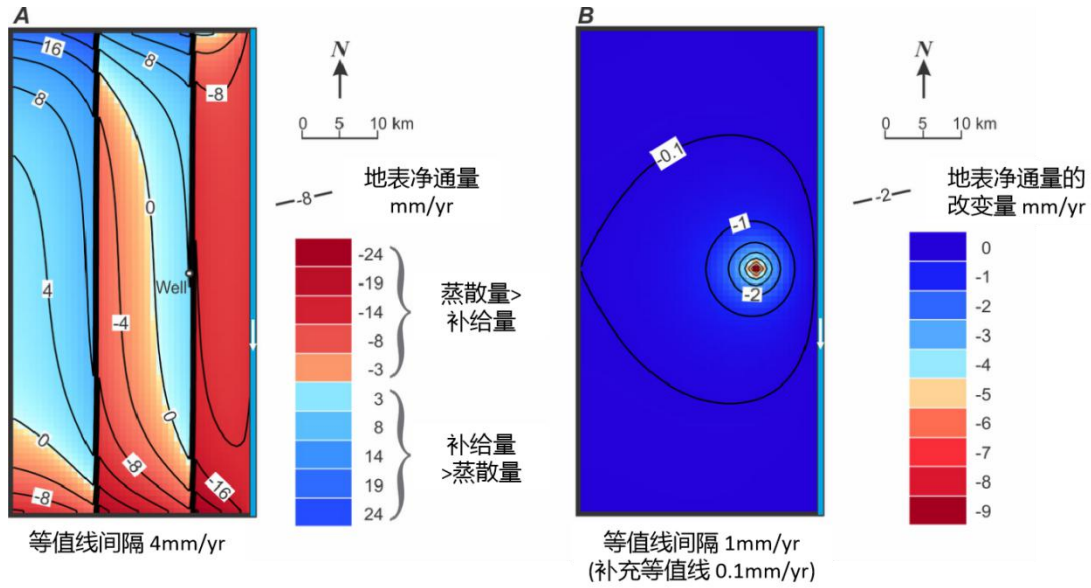 A
16
8
8
-8
0
4
-4
Well
0
0
-8
-8
-16
等值线间隔 4mm/yr
N
0 5 10 km
-8
地表净通量
mm/yr
-24
-19
-14
-8
-3
3
8
14
19
24
蒸散量>
补给量
补给量
>蒸散量
B
-0.1
-1
-2
等值线间隔 1mm/yr
(补充等值线 0.1mm/yr)
N
0 5 10 km
-2
地表净通量的
改变量 mm/yr
0
-1
-2
-3
-4
-5
-6
-7
-8
-9